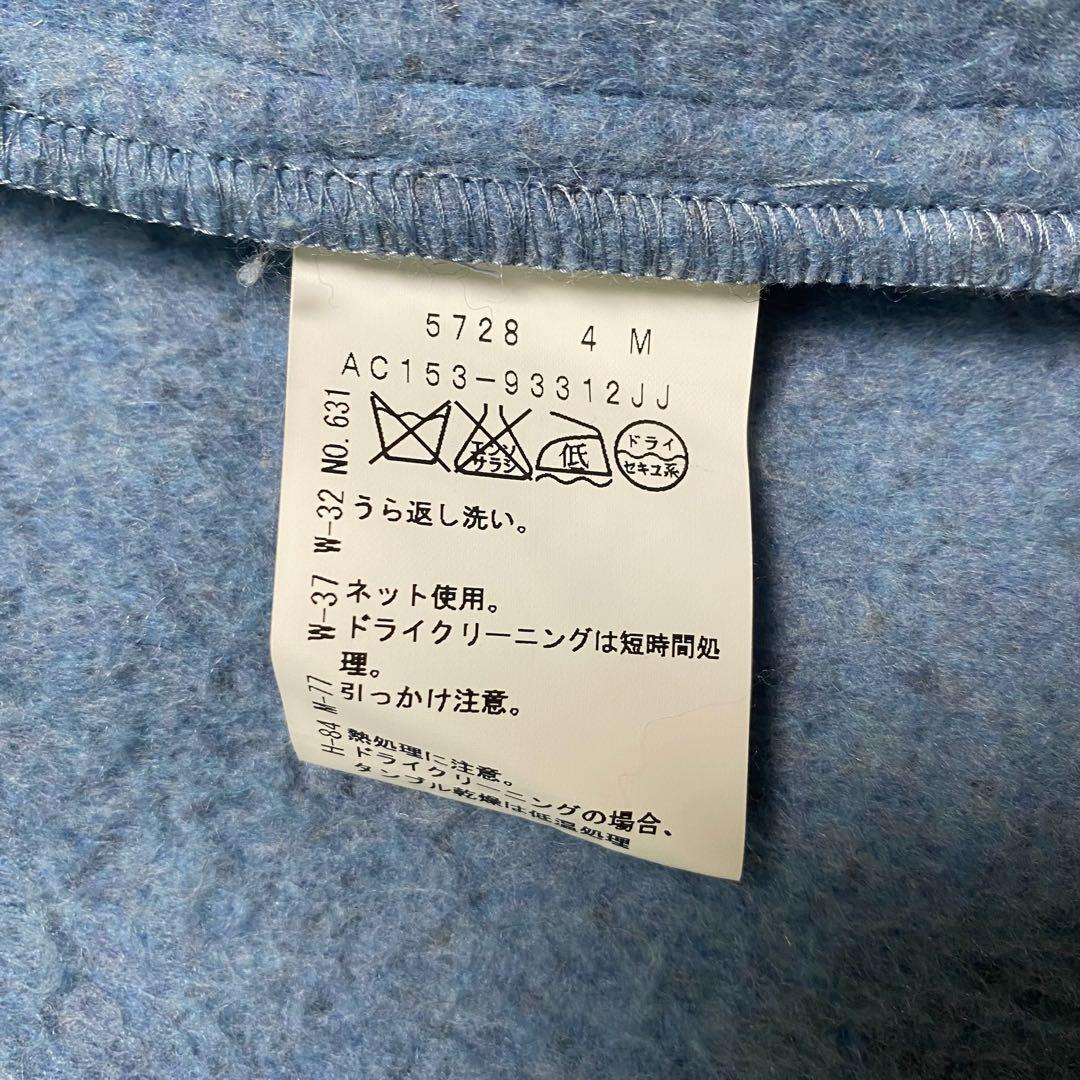 5728 4 M
AC153-93312JJ
エンソ
サラシ
低
ドライ
セキユ系
うら返し洗い。
ネット使用。
ドライクリーニングは短時間処
理。
引っかけ注意。
熱処理に注意。
ドライクリーニングの場合、
タンブル乾燥は低温処理
H-84 W-77 W-37 W-32 NO.631